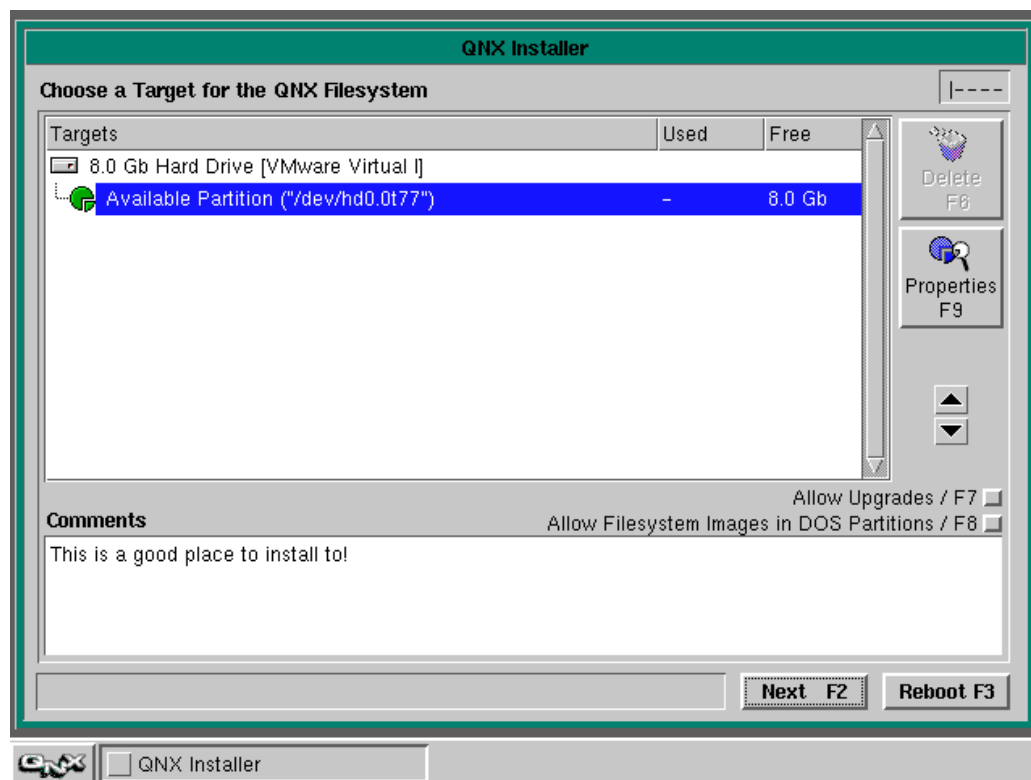 QNX Installer
Choose a Target for the QNX Filesystem
|----
Targets Used Free
8.0 Gb Hard Drive [VMware Virtual I]
Available Partition ("/dev/hd0.0t77") - 8.0 Gb
Delete
F6
Properties
F9
Allow Upgrades / F7
Comments
Allow Filesystem Images in DOS Partitions / F8
This is a good place to install to!
Next F2
Reboot F3
QNX
QNX Installer